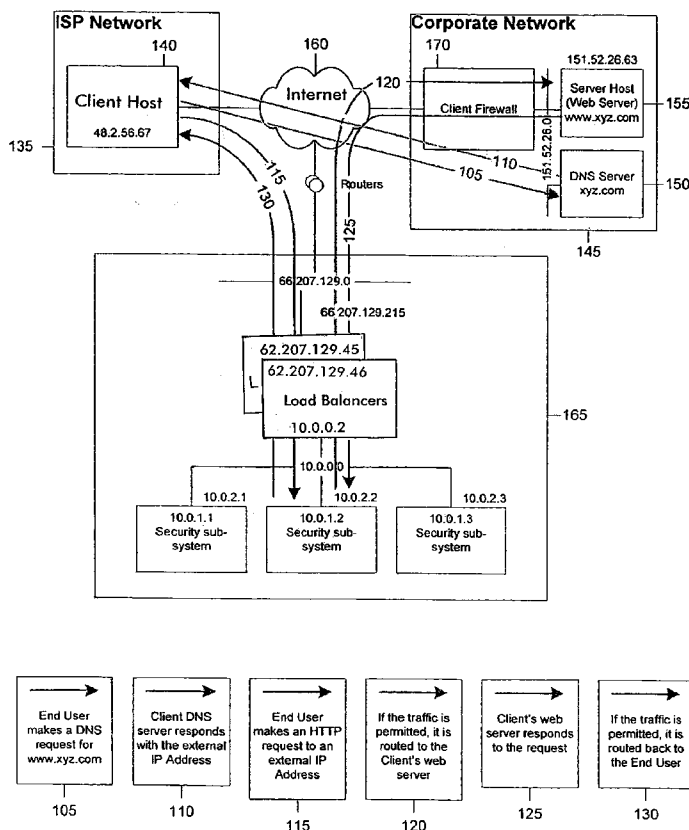 ISP Network
140
Client Host
48.2.56.67
135
160
Internet
Routers
Corporate Network
170
151.52.26.63
120
Client Firewall
Server Host
(Web Server)
www.xyz.com
155
151.52.26.0
110
105
DNS Server
xyz.com
150
145
115
130
125
66.207.129.0
66.207.129.215
62.207.129.45
L
62.207.129.46
Load Balancers
10.0.0.2
165
10.0.0.0
10.0.2.1
10.0.2.2
10.0.2.3
10.0.1.1
Security sub-
system
10.0.1.2
Security sub-
system
10.0.1.3
Security sub-
system
End User
makes a DNS
request for
www.xyz.com
105
Client DNS
server responds
with the external
IP Address
110
End User
makes an HTTP
request to an
external IP
Address
115
If the traffic is
permitted, it is
routed to the
Client's web
server
120
Client's web
server responds
to the request
125
If the traffic is
permitted, it is
routed back to
the End User
130